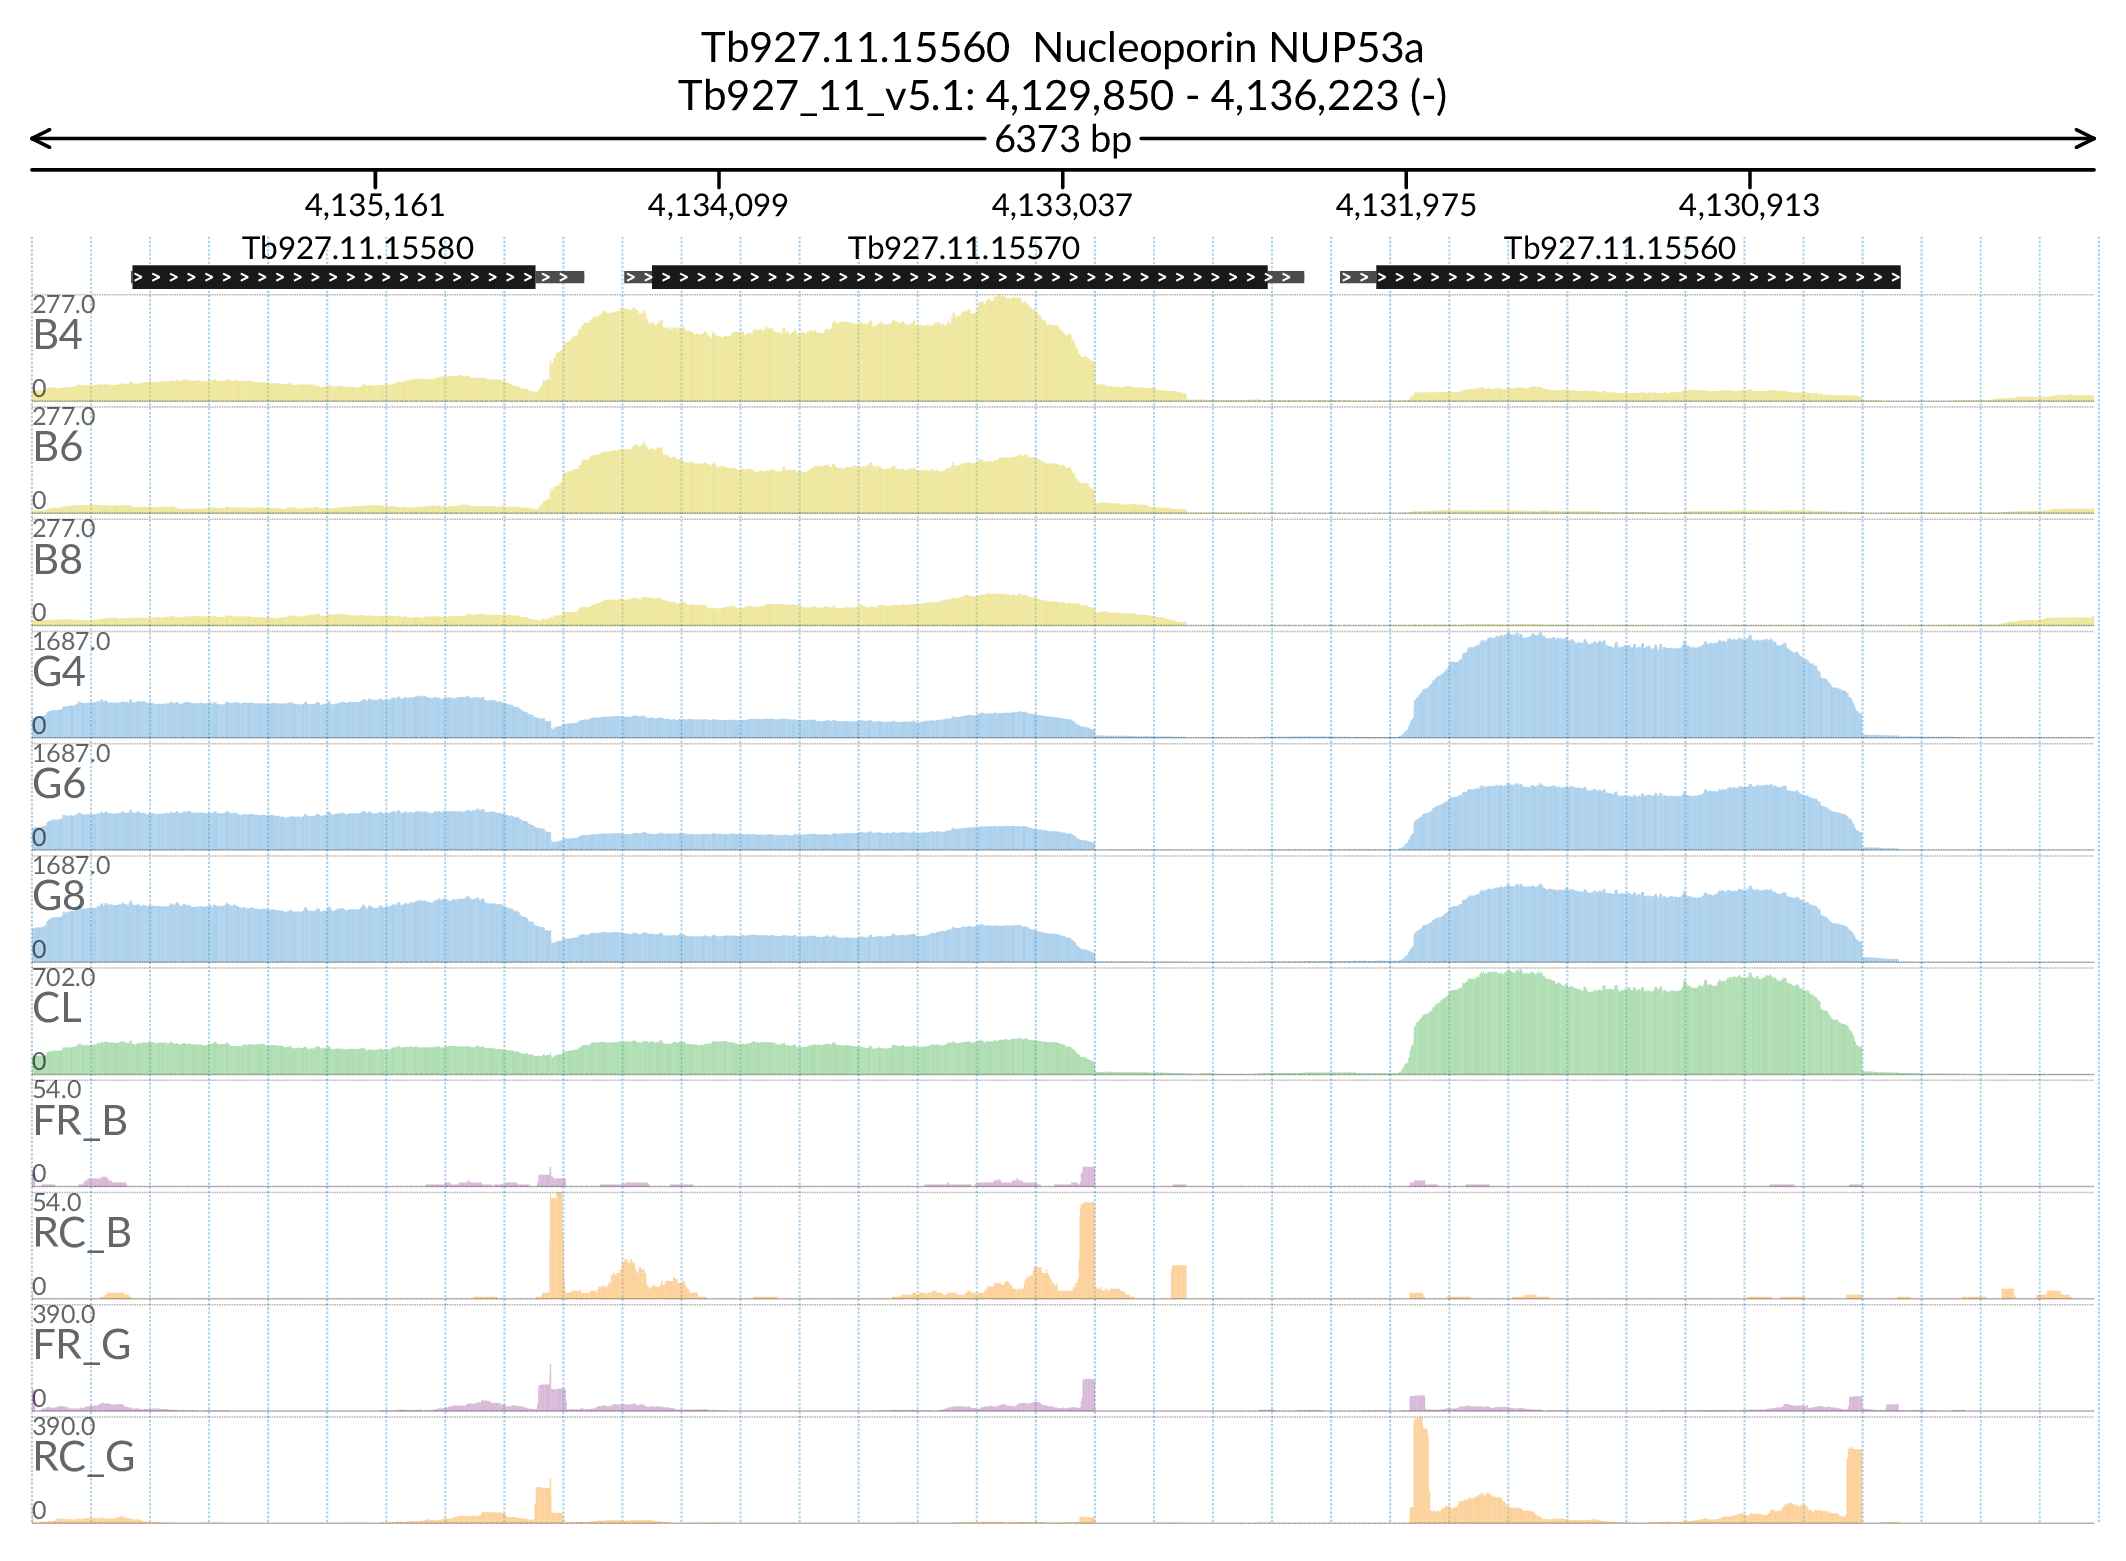 Tb927.11.15560  Nucleoporin NUP53a
Tb927_11_v5.1: 4,129,850 - 4,136,223 (-)
6373 bp
4,135,161 4,134,099 4,133,037 4,131,975 4,130,913
Tb927.11.15580 Tb927.11.15570 Tb927.11.15560
277.0
B4
0
277.0
B6
0
277.0
B8
0
1687.0
G4
0
1687.0
G6
0
1687.0
G8
0
702.0
CL
0
54.0
FR_B
0
54.0
RC_B
0
390.0
FR_G
0
390.0
RC_G
0